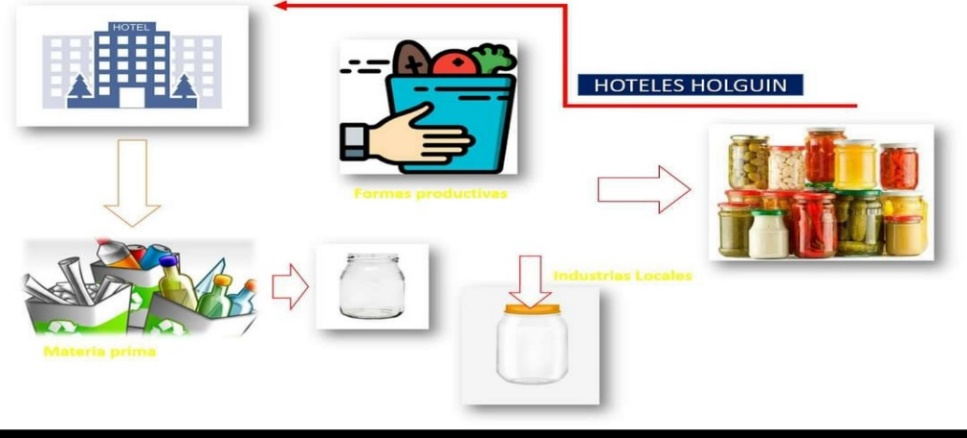 HOTEL
HOTELES HOLGUIN
Formas productivas
Industrias Locales
Materia prima